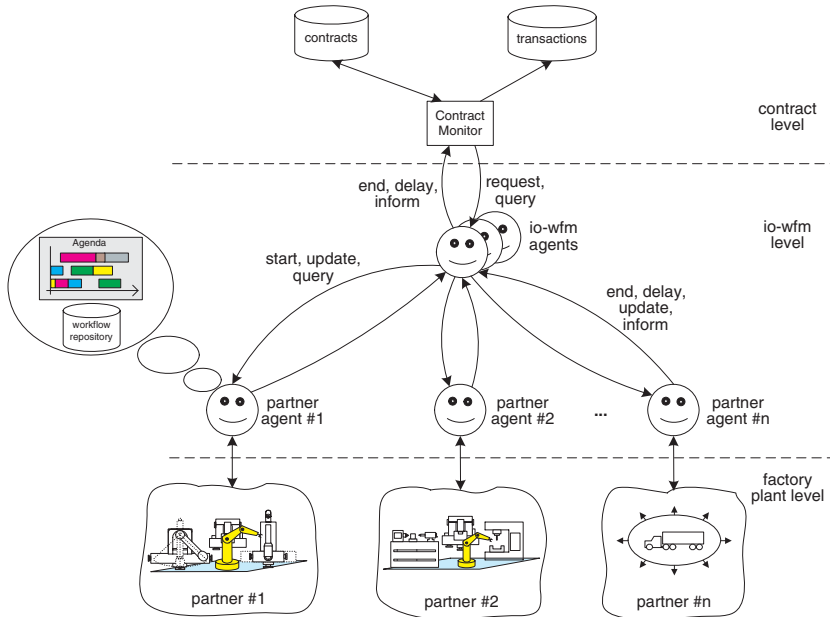 contracts
transactions
Contract
Monitor
contract
level
end, delay,
inform
request,
query
io-wfm
agents
io-wfm
level
Agenda
workflow
repository
start, update,
query
end, delay,
update,
inform
partner
agent #1
partner
agent #2
...
partner
agent #n
factory
plant level
partner #1
partner #2
partner #n